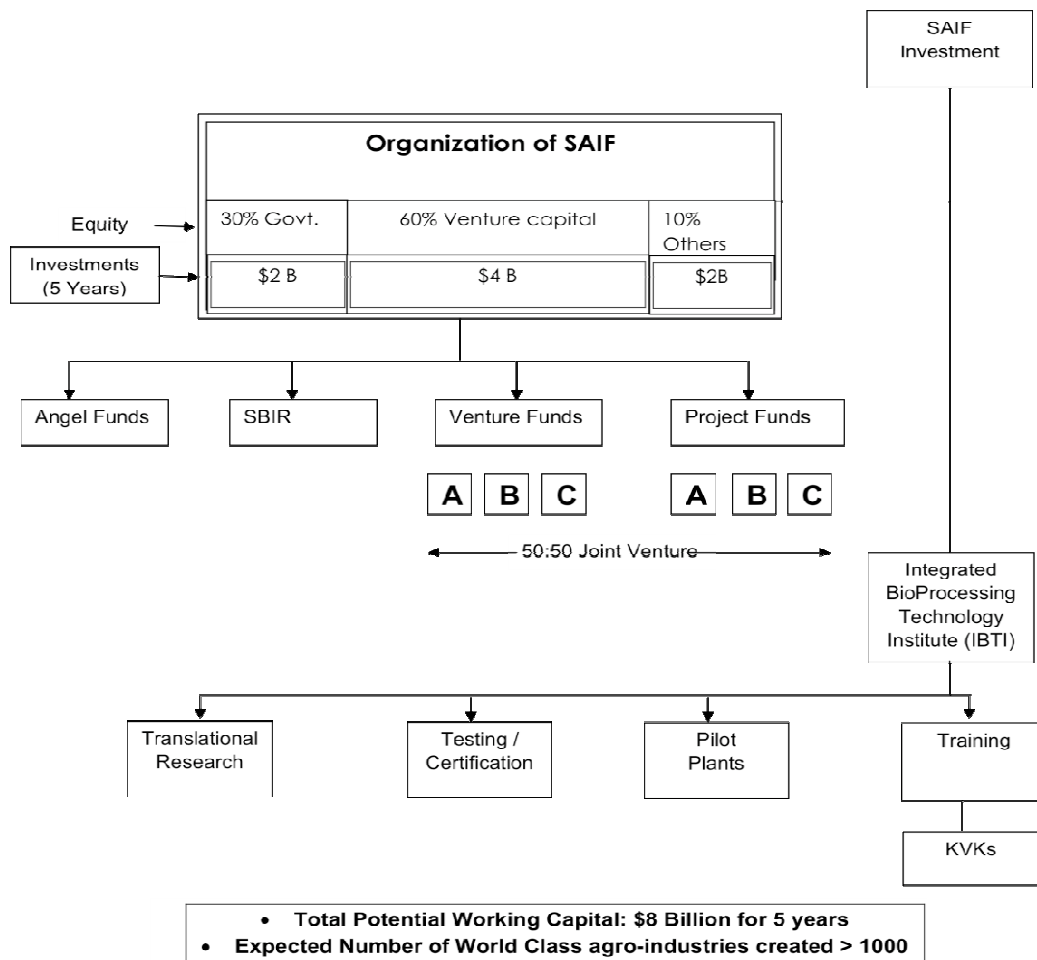 SAIF
Investment
Organization of SAIF
Equity
30% Govt.
60% Venture capital
10%
Others
Investments
(5 Years)
$2 B
$4 B
$2B
Angel Funds
SBIR
Venture Funds
Project Funds
A
B
C
A
B
C
50:50 Joint Venture
Integrated
BioProcessing
Technology
Institute (IBTI)
Translational
Research
Testing /
Certification
Pilot
Plants
Training
KVKs
• Total Potential Working Capital: $8 Billion for 5 years
• Expected Number of World Class agro-industries created > 1000